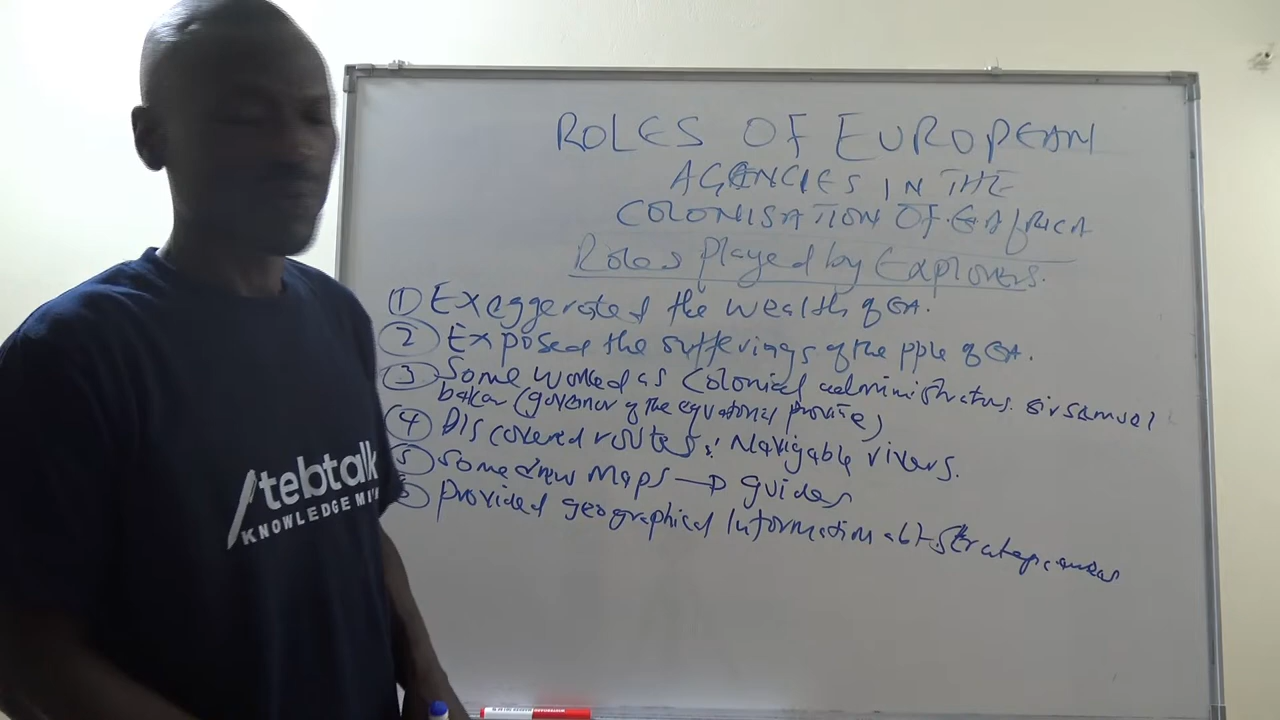 ROLES OF EUROPEAN
AGENCIES IN THE
COLONISATION OF E.AfRICA
Roles played by Explorers.
① Exaggerated the wealth of EA.
② Exposed the sufferings of the pple of EA.
③ Some worked as colonial administrators. sir samuel
baker (governor of the equatorial provine)
④ Discovered routes: Navigable rivers.
5 Some drew maps → guides
6 provided geographical Information abt strategic areas
/tebtalk
KNOWLEDGE